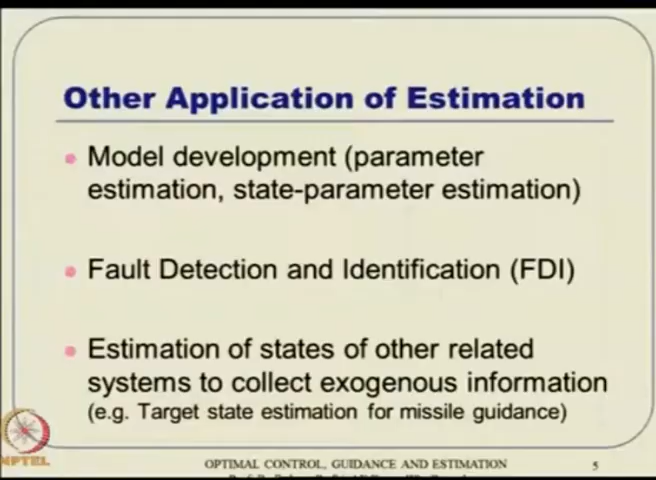 Other Application of Estimation
Model development (parameter
estimation, state-parameter estimation)
Fault Detection and Identification (FDI)
Estimation of states of other related
systems to collect exogenous information
(e.g. Target state estimation for missile guidance)
NPTEL
OPTIMAL CONTROL, GUIDANCE AND ESTIMATION
5